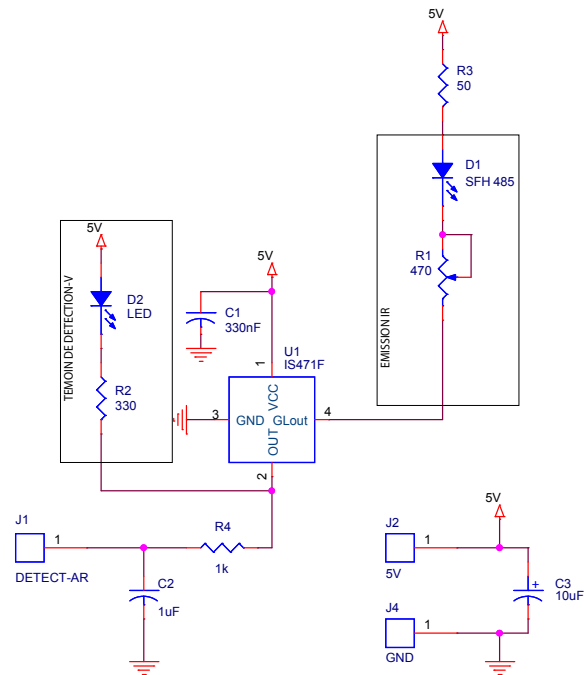 5V
R3
50
D1
SFH 485
R1
470
EMISSION IR
5V
D2
LED
R2
330
TEMOIN DE DETECTION-V
5V
C1
330nF
U1
IS471F
1
VCC
3
GND
GLout
4
OUT
2
J1
1
DETECT-AR
R4
1k
C2
1uF
5V
J2
1
5V
C3
10uF
+
J4
1
GND